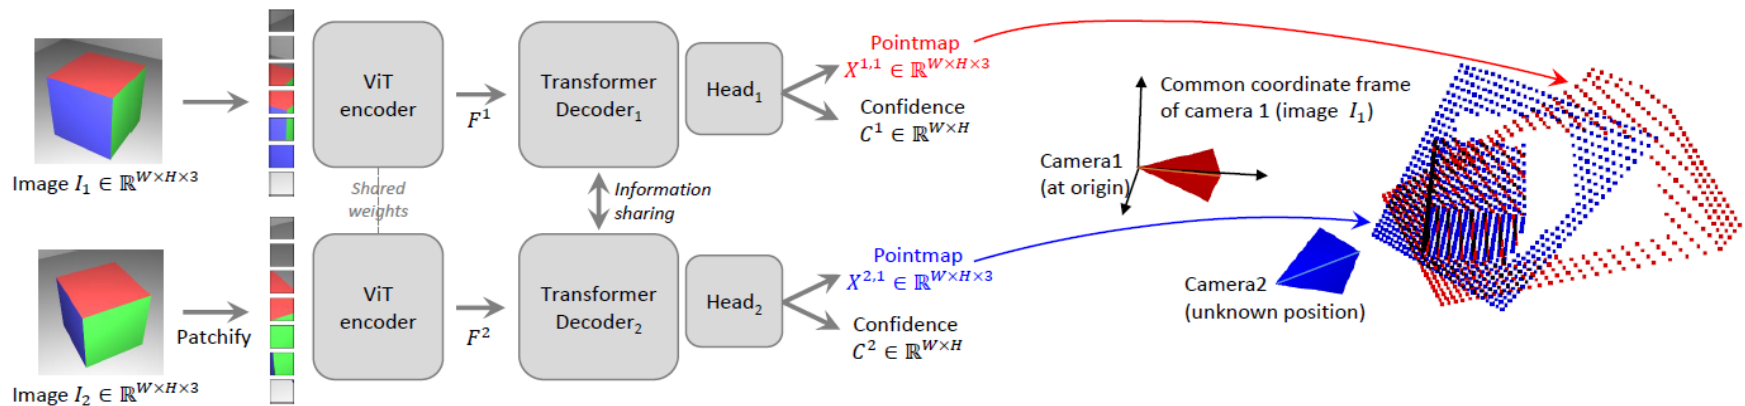 Image I₁ ∈ ℝ^{W×H×3}
ViT
encoder
F¹
Transformer
Decoder₁
Head₁
Pointmap
X^{1,1} ∈ ℝ^{W×H×3}
Confidence
C¹ ∈ ℝ^{W×H}
Common coordinate frame
of camera 1 (image I₁)
Camera1
(at origin)
Shared
weights
Information
sharing
Image I₂ ∈ ℝ^{W×H×3}
Patchify
ViT
encoder
F²
Transformer
Decoder₂
Head₂
Pointmap
X^{2,1} ∈ ℝ^{W×H×3}
Confidence
C² ∈ ℝ^{W×H}
Camera2
(unknown position)